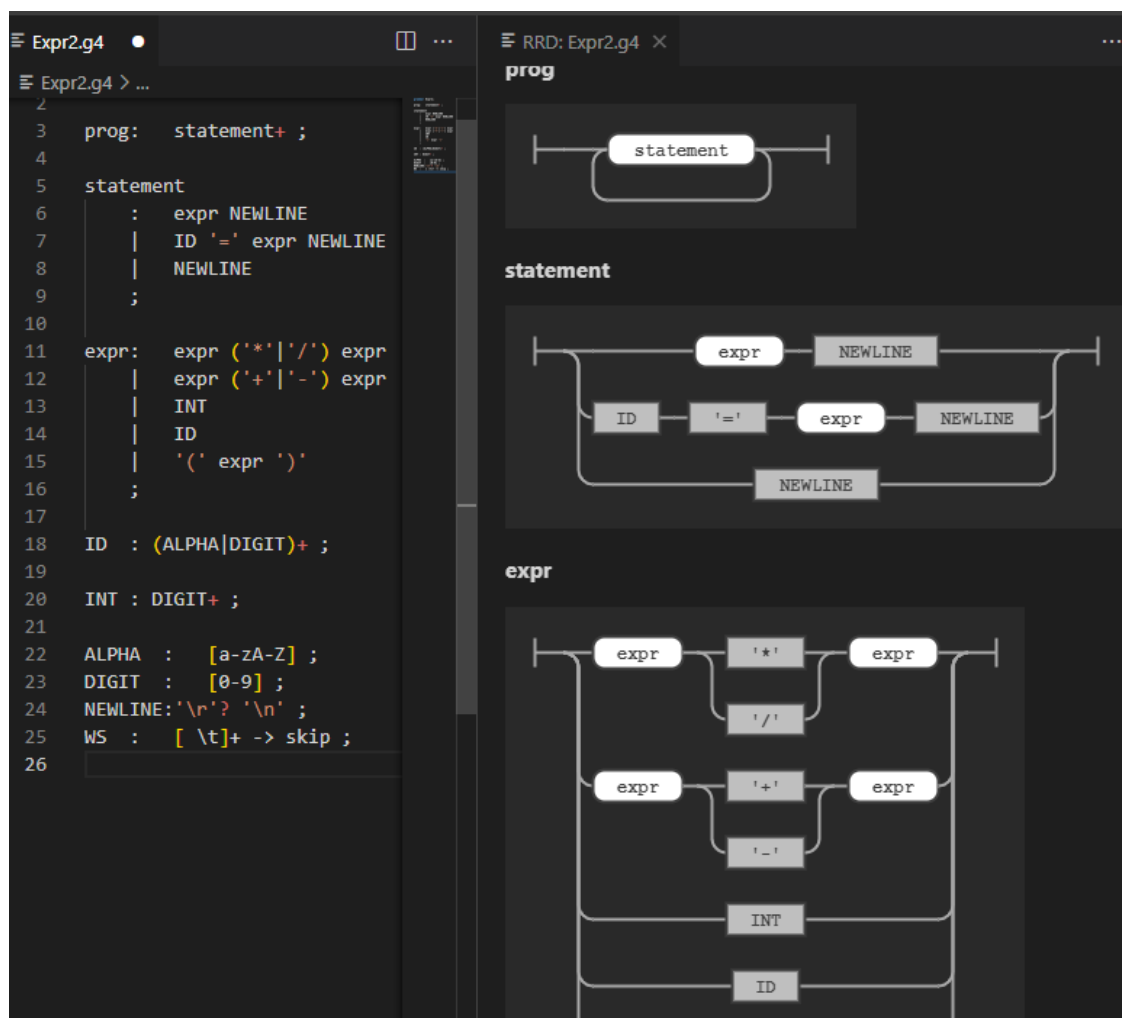 Expr2.g4 ● ...
Expr2.g4 > ...
2
3 prog: statement+ ;
4
5 statement
6 : expr NEWLINE
7 | ID '=' expr NEWLINE
8 | NEWLINE
9 ;
10
11 expr: expr ('*'|'/') expr
12 | expr ('+'|'-') expr
13 | INT
14 | ID
15 | '(' expr ')'
16 ;
17
18 ID : (ALPHA|DIGIT)+ ;
19
20 INT : DIGIT+ ;
21
22 ALPHA : [a-zA-Z] ;
23 DIGIT : [0-9] ;
24 NEWLINE:'\r'? '\n' ;
25 WS : [ \t]+ -> skip ;
26
RRD: Expr2.g4 × ...
prog
statement
statement
expr NEWLINE
ID '=' expr NEWLINE
NEWLINE
expr
expr '*' expr
'/'
expr '+' expr
'-'
INT
ID